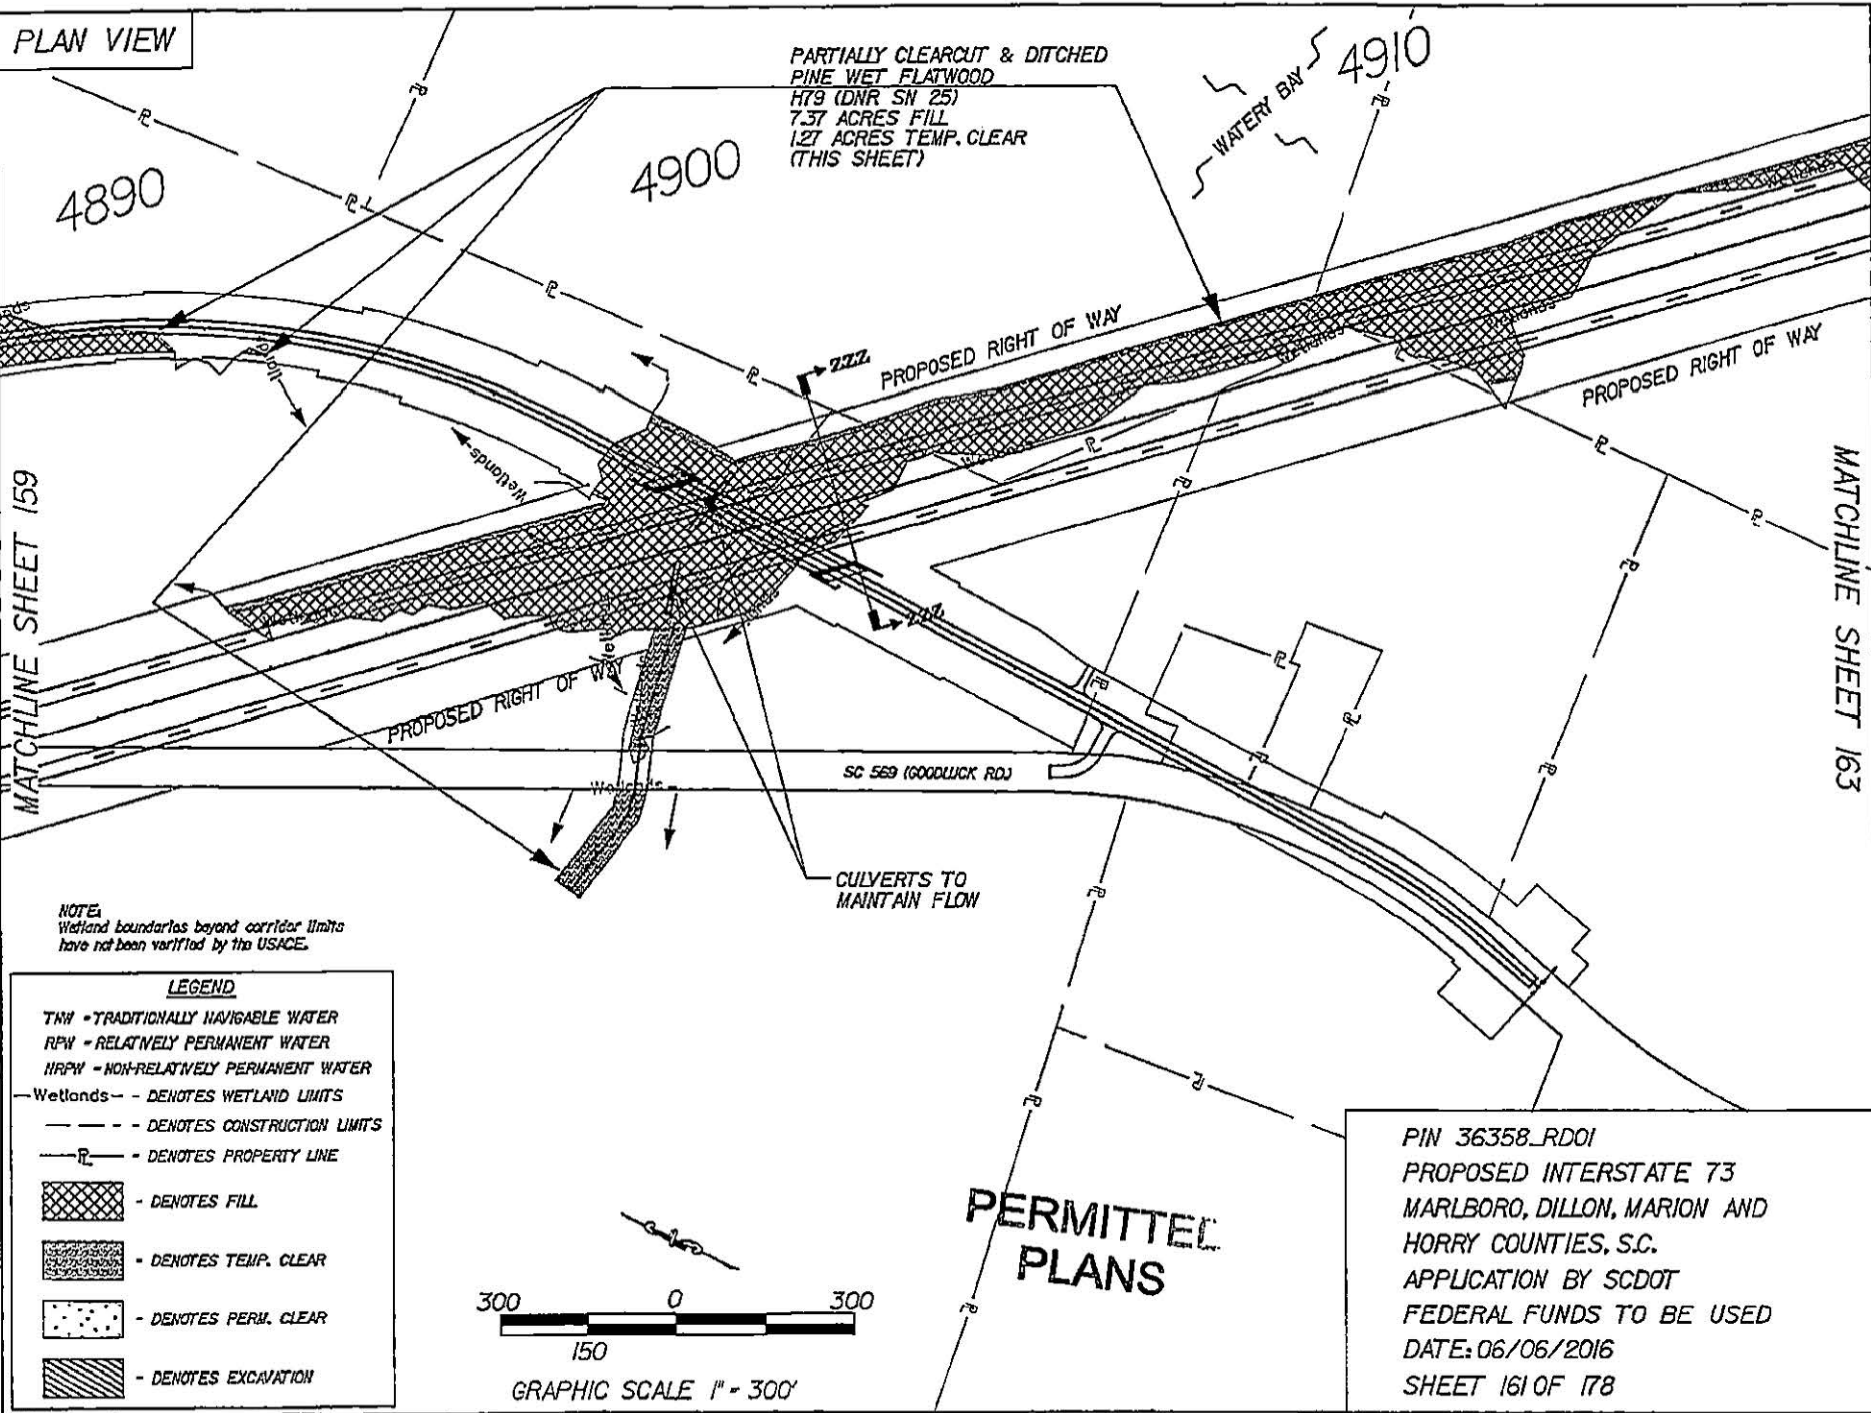 PLAN VIEW
PARTIALLY CLEARCUT & DITCHED
PINE WET FLATWOOD
H79 (DNR SN 25)
7.37 ACRES FILL
1.27 ACRES TEMP. CLEAR
(THIS SHEET)
WATERY BAY
4910
4890
4900
PROPOSED RIGHT OF WAY
PROPOSED RIGHT OF WAY
ZZZ
ZZZ
Wetlands
Wetlands
Wetlands
PROPOSED RIGHT OF WAY
MATCHLINE SHEET 159
MATCHLINE SHEET 163
SC 569 (GOODLUCK RD.)
Wetlands
CULVERTS TO
MAINTAIN FLOW
NOTE:
Wetland boundaries beyond corridor limits
have not been verified by the USACE.
LEGEND
TNW - TRADITIONALLY NAVIGABLE WATER
RPW - RELATIVELY PERMANENT WATER
NRPW - NON-RELATIVELY PERMANENT WATER
Wetlands - DENOTES WETLAND LIMITS
- DENOTES CONSTRUCTION LIMITS
PL - DENOTES PROPERTY LINE
- DENOTES FILL
- DENOTES TEMP. CLEAR
- DENOTES PERM. CLEAR
- DENOTES EXCAVATION
300 0 300
150
GRAPHIC SCALE 1" = 300'
PERMITTED
PLANS
PIN 36358_RD01
PROPOSED INTERSTATE 73
MARLBORO, DILLON, MARION AND
HORRY COUNTIES, S.C.
APPLICATION BY SCDOT
FEDERAL FUNDS TO BE USED
DATE: 06/06/2016
SHEET 161 OF 178